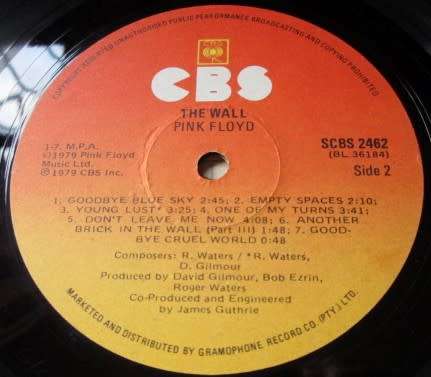 COPYRIGHT RESERVED UNAUTHORISED PUBLIC PERFORMANCE BROADCASTING AND COPYING PROHIBITED
CBS
THE WALL
PINK FLOYD
1-7. M.P.A.
©1979 Pink Floyd
Music Ltd.
℗ 1979 CBS Inc.
SCBS 2462
(BL 36184)
Side 2
1. GOODBYE BLUE SKY 2:45; 2. EMPTY SPACES 2:10;
3. YOUNG LUST* 3:25; 4. ONE OF MY TURNS 3:41;
5. DON'T LEAVE ME NOW 4:08; 6. ANOTHER
BRICK IN THE WALL (Part III) 1:48; 7. GOOD-
BYE CRUEL WORLD 0:48
Composers: R. Waters / *R. Waters,
D. Gilmour
Produced by David Gilmour, Bob Ezrin,
Roger Waters
Co-Produced and Engineered
by James Guthrie
MARKETED AND DISTRIBUTED BY GRAMOPHONE RECORD CO. (PTY.) LTD.